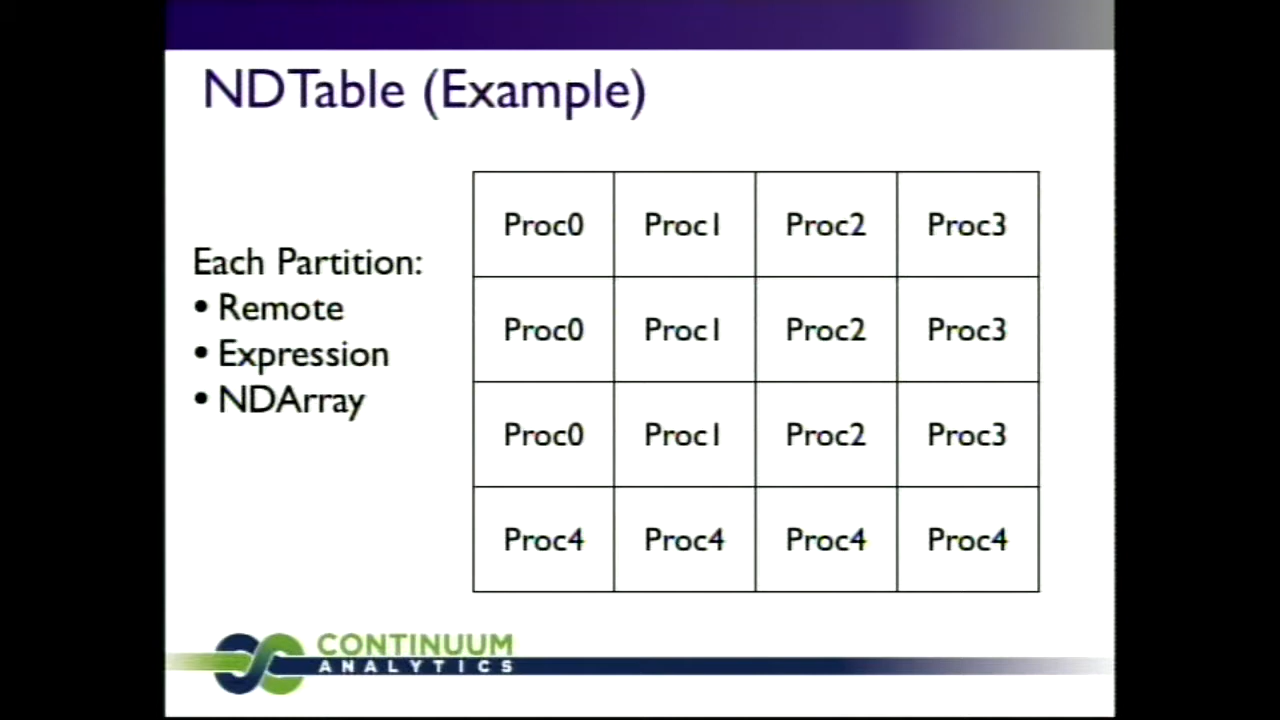 NDTable (Example)
Each Partition:
• Remote
• Expression
• NDArray
Proc0 Proc1 Proc2 Proc3
Proc0 Proc1 Proc2 Proc3
Proc0 Proc1 Proc2 Proc3
Proc4 Proc4 Proc4 Proc4
CONTINUUM
ANALYTICS